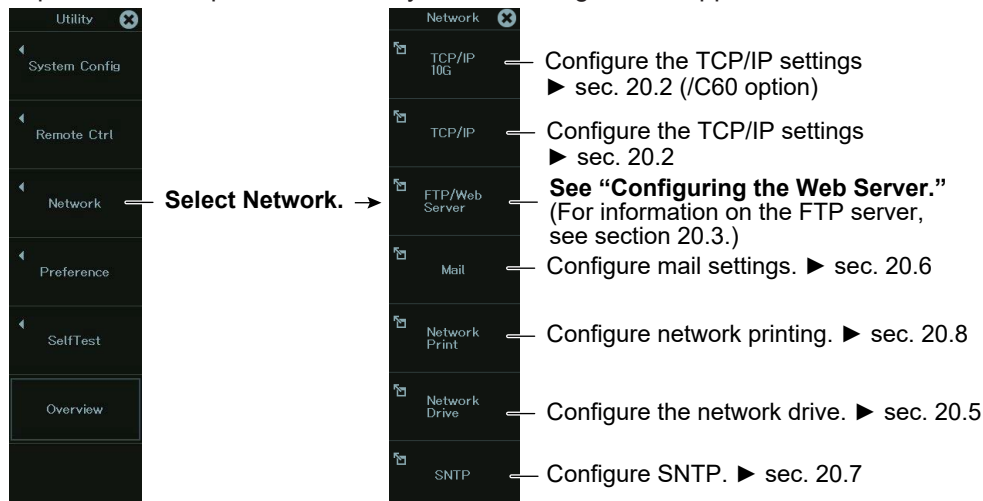 Utility
System Config
Remote Ctrl
Network
Preference
SelfTest
Overview
Select Network.
Network
TCP/IP
10G
Configure the TCP/IP settings
► sec. 20.2 (/C60 option)
TCP/IP
Configure the TCP/IP settings
► sec. 20.2
FTP/Web
Server
See “Configuring the Web Server.”
(For information on the FTP server,
see section 20.3.)
Mail
Configure mail settings. ► sec. 20.6
Network
Print
Configure network printing. ► sec. 20.8
Network
Drive
Configure the network drive. ► sec. 20.5
SNTP
Configure SNTP. ► sec. 20.7